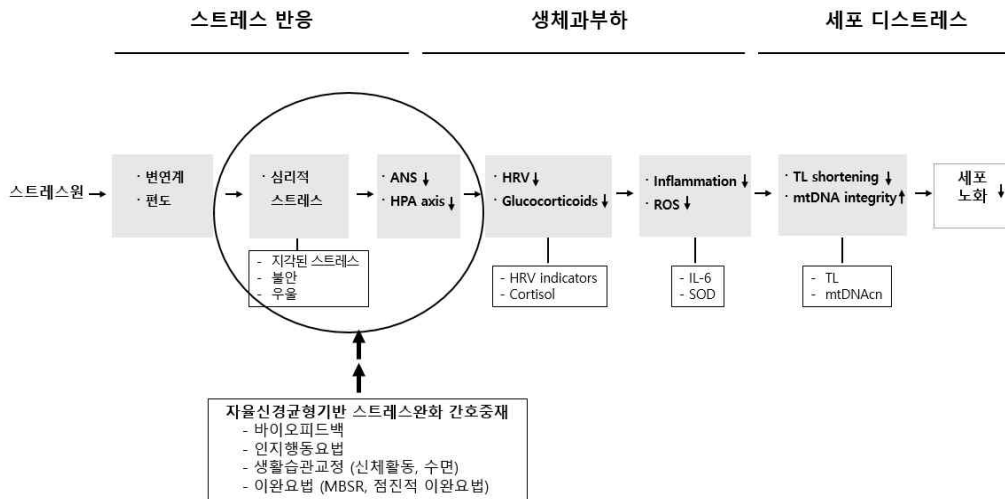 스트레스 반응
생체과부하
세포 디스트레스
스트레스원
· 변연계
· 편도
· 심리적
스트레스
· ANS ↓
· HPA axis ↓
· HRV ↓
· Glucocorticoids ↓
· Inflammation ↓
· ROS ↓
· TL shortening ↓
· mtDNA integrity ↑
세포
노화 ↓
- 지각된 스트레스
- 불안
- 우울
- HRV indicators
- Cortisol
- IL-6
- SOD
- TL
- mtDNAcn
자율신경균형기반 스트레스완화 간호중재
- 바이오피드백
- 인지행동요법
- 생활습관교정 (신체활동, 수면)
- 이완요법 (MBSR, 점진적 이완요법)